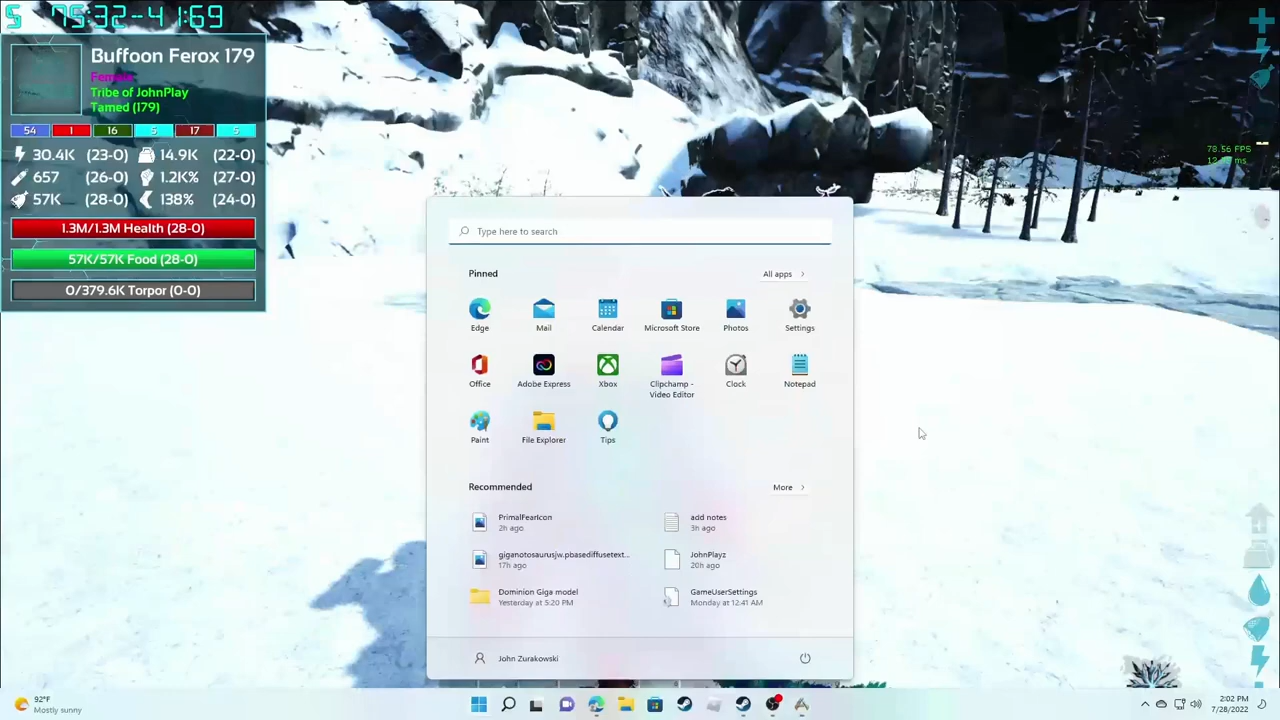 S 75:32-41:69
Buffoon Ferox 179
Female
Tribe of JohnPlay
Tamed (179)
54 1 16 5 17 5
30.4K (23-0) 14.9K (22-0)
657 (26-0) 1.2K% (27-0)
57K (28-0) 138% (24-0)
1.3M/1.3M Health (28-0)
57K/57K Food (28-0)
0/379.6K Torpor (0-0)
78.56 FPS
Type here to search
Pinned All apps
Edge Mail Calendar Microsoft Store Photos Settings
Office Adobe Express Xbox Clipchamp - Clock Notepad
Video Editor
Paint File Explorer Tips
Recommended More
PrimalFearIcon add notes
2h ago 3h ago
giganotosaurusjw.pbasediffusetext... JohnPlayz
17h ago 20h ago
Dominion Giga model GameUserSettings
Yesterday at 5:20 PM Monday at 12:41 AM
John Zurakowski
92°F 2:02 PM
Mostly sunny 7/28/2022